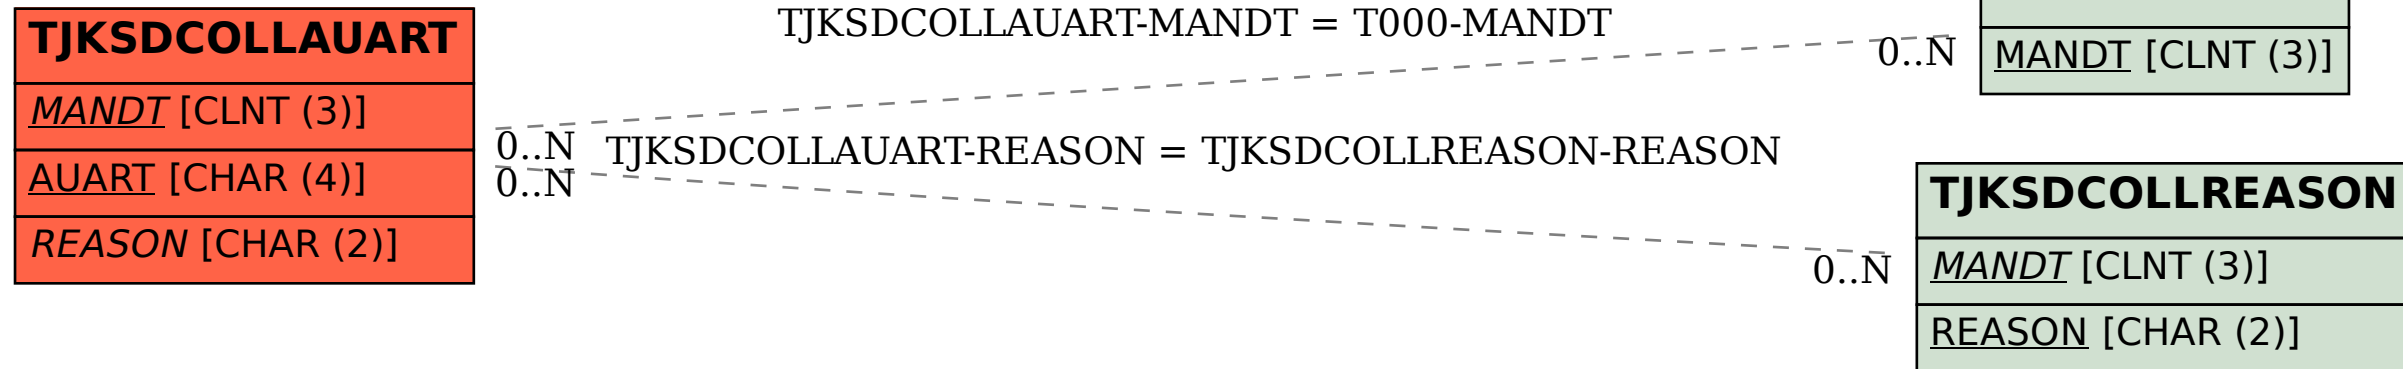 TJKSDCOLLAUART
MANDT [CLNT (3)]
AUART [CHAR (4)]
REASON [CHAR (2)]
TJKSDCOLLAUART-MANDT = T000-MANDT
0..N
0..N
TJKSDCOLLAUART-REASON = TJKSDCOLLREASON-REASON
0..N
0..N
MANDT [CLNT (3)]
TJKSDCOLLREASON
MANDT [CLNT (3)]
REASON [CHAR (2)]